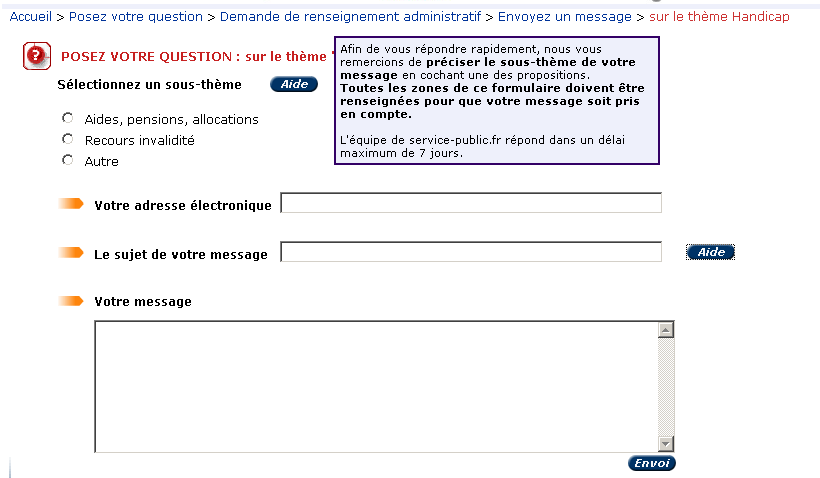 Accueil > Posez votre question > Demande de renseignement administratif > Envoyez un message > sur le thème Handicap
POSEZ VOTRE QUESTION : sur le thème "
Sélectionnez un sous-thème
Aide
Aides, pensions, allocations
Recours invalidité
Autre
Afin de vous répondre rapidement, nous vous
remercions de préciser le sous-thème de votre
message en cochant une des propositions.
Toutes les zones de ce formulaire doivent être
renseignées pour que votre message soit pris
en compte.
L'équipe de service-public.fr répond dans un délai
maximum de 7 jours.
Votre adresse électronique
Le sujet de votre message
Aide
Votre message
Envoi